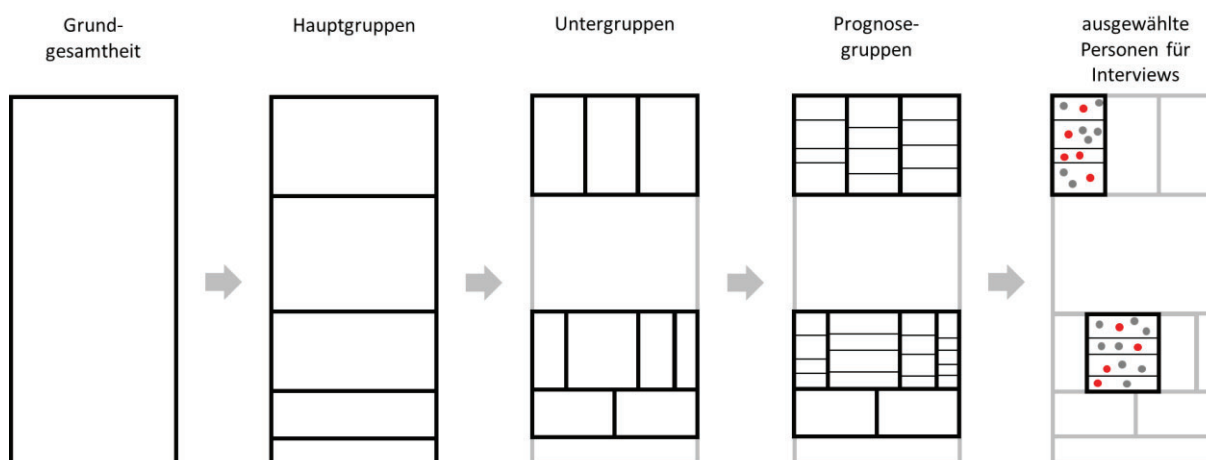 Grund-
gesamtheit
Hauptgruppen
Untergruppen
Prognose-
gruppen
ausgewählte
Personen für
Interviews